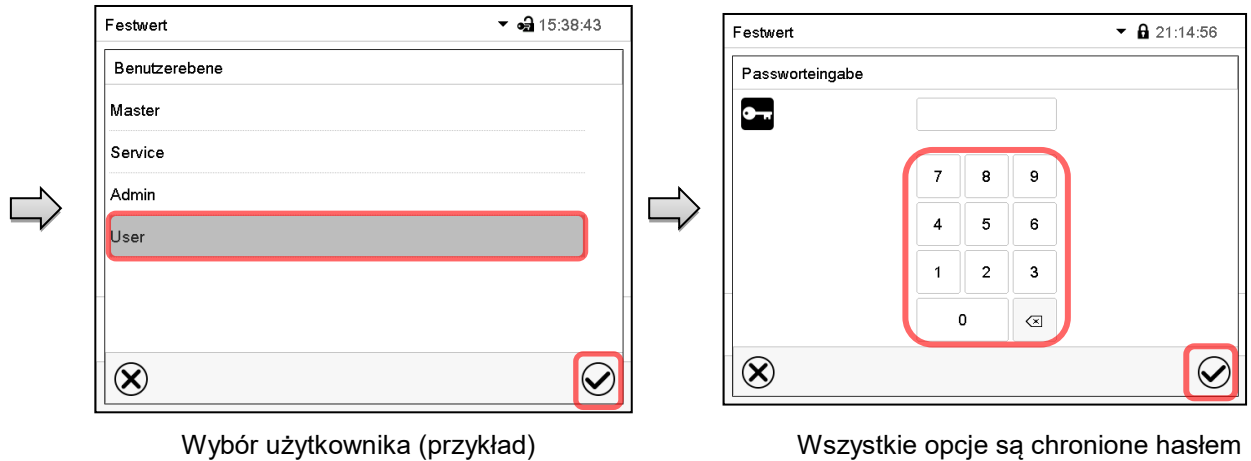 Festwert 15:38:43
Benutzerebene
Master
Service
Admin
User
Wybór użytkownika (przykład)
Festwert 21:14:56
Passworteingabe
7 8 9
4 5 6
1 2 3
0
Wszystkie opcje są chronione hasłem